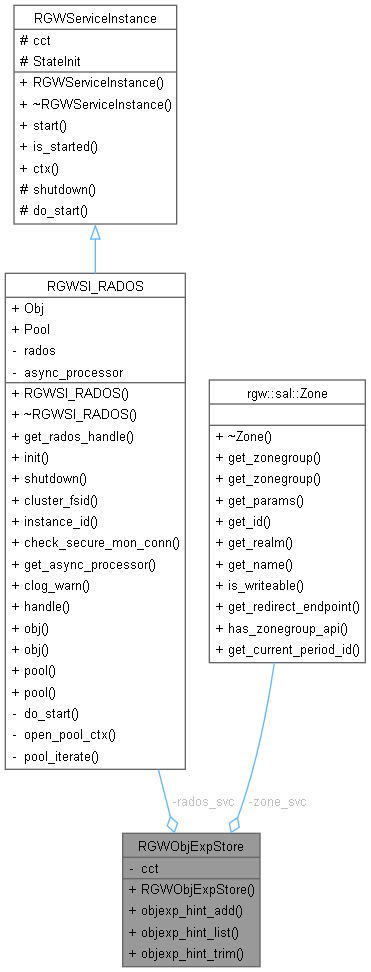 RGWServiceInstance
# cct
# StateInit
+ RGWServiceInstance()
+ ~RGWServiceInstance()
+ start()
+ is_started()
+ ctx()
# shutdown()
# do_start()
RGWSI_RADOS
+ Obj
+ Pool
- rados
- async_processor
+ RGWSI_RADOS()
+ ~RGWSI_RADOS()
+ get_rados_handle()
+ init()
+ shutdown()
+ cluster_fsid()
+ instance_id()
+ check_secure_mon_conn()
+ get_async_processor()
+ clog_warn()
+ handle()
+ obj()
+ obj()
+ pool()
+ pool()
- do_start()
- open_pool_ctx()
- pool_iterate()
rgw::sal::Zone
+ ~Zone()
+ get_zonegroup()
+ get_zonegroup()
+ get_params()
+ get_id()
+ get_realm()
+ get_name()
+ is_writeable()
+ get_redirect_endpoint()
+ has_zonegroup_api()
+ get_current_period_id()
-rados_svc
-zone_svc
RGWObjExpStore
- cct
+ RGWObjExpStore()
+ objexp_hint_add()
+ objexp_hint_list()
+ objexp_hint_trim()